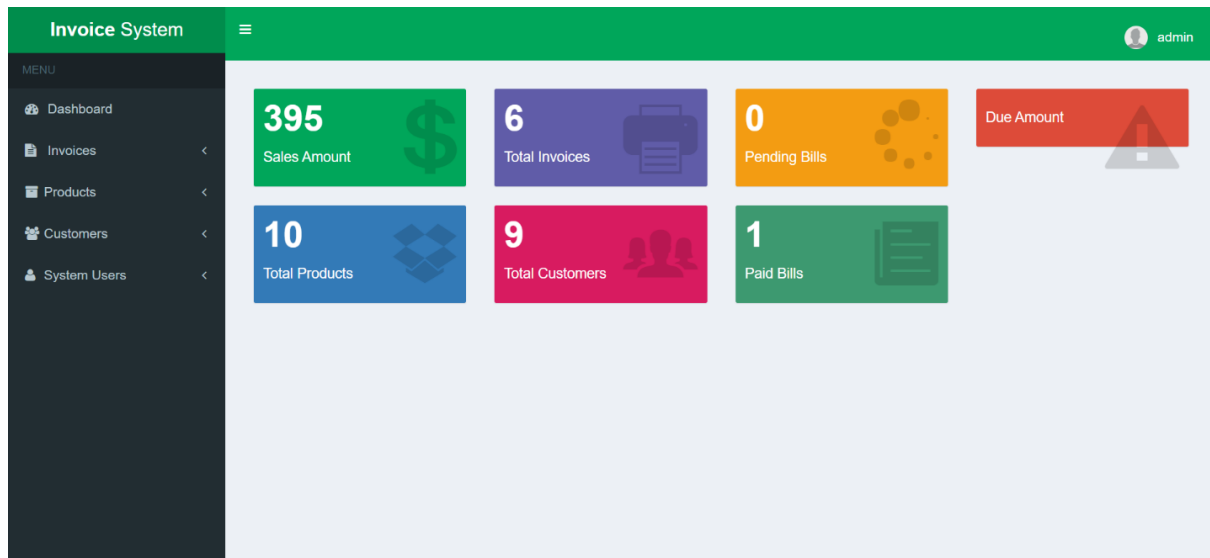 Invoice System
admin
MENU
Dashboard
Invoices
Products
Customers
System Users
395
Sales Amount
6
Total Invoices
0
Pending Bills
Due Amount
10
Total Products
9
Total Customers
1
Paid Bills